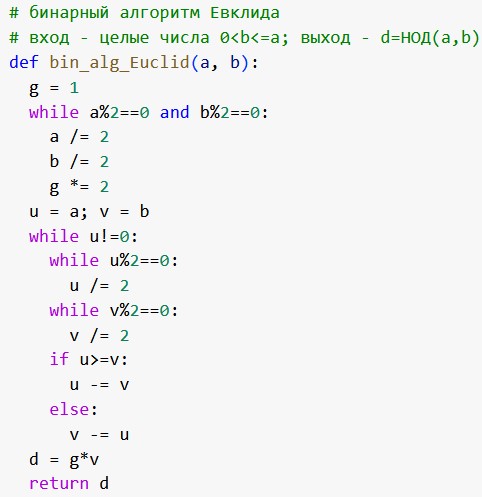 # бинарный алгоритм Евклида
# вход - целые числа 0<b<=a; выход - d=НОД(a,b)
def bin_alg_Euclid(a, b):
  g = 1
  while a%2==0 and b%2==0:
    a /= 2
    b /= 2
    g *= 2
  u = a; v = b
  while u!=0:
    while u%2==0:
      u /= 2
    while v%2==0:
      v /= 2
    if u>=v:
      u -= v
    else:
      v -= u
  d = g*v
  return d